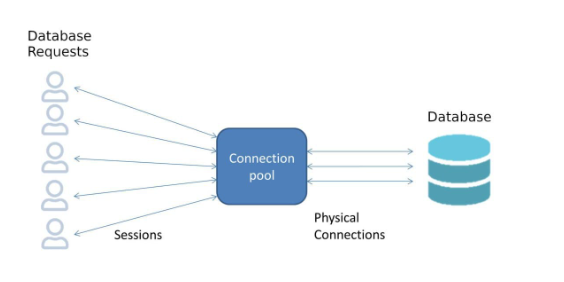 Database
Requests
Database
Connection
pool
Physical
Connections
Sessions